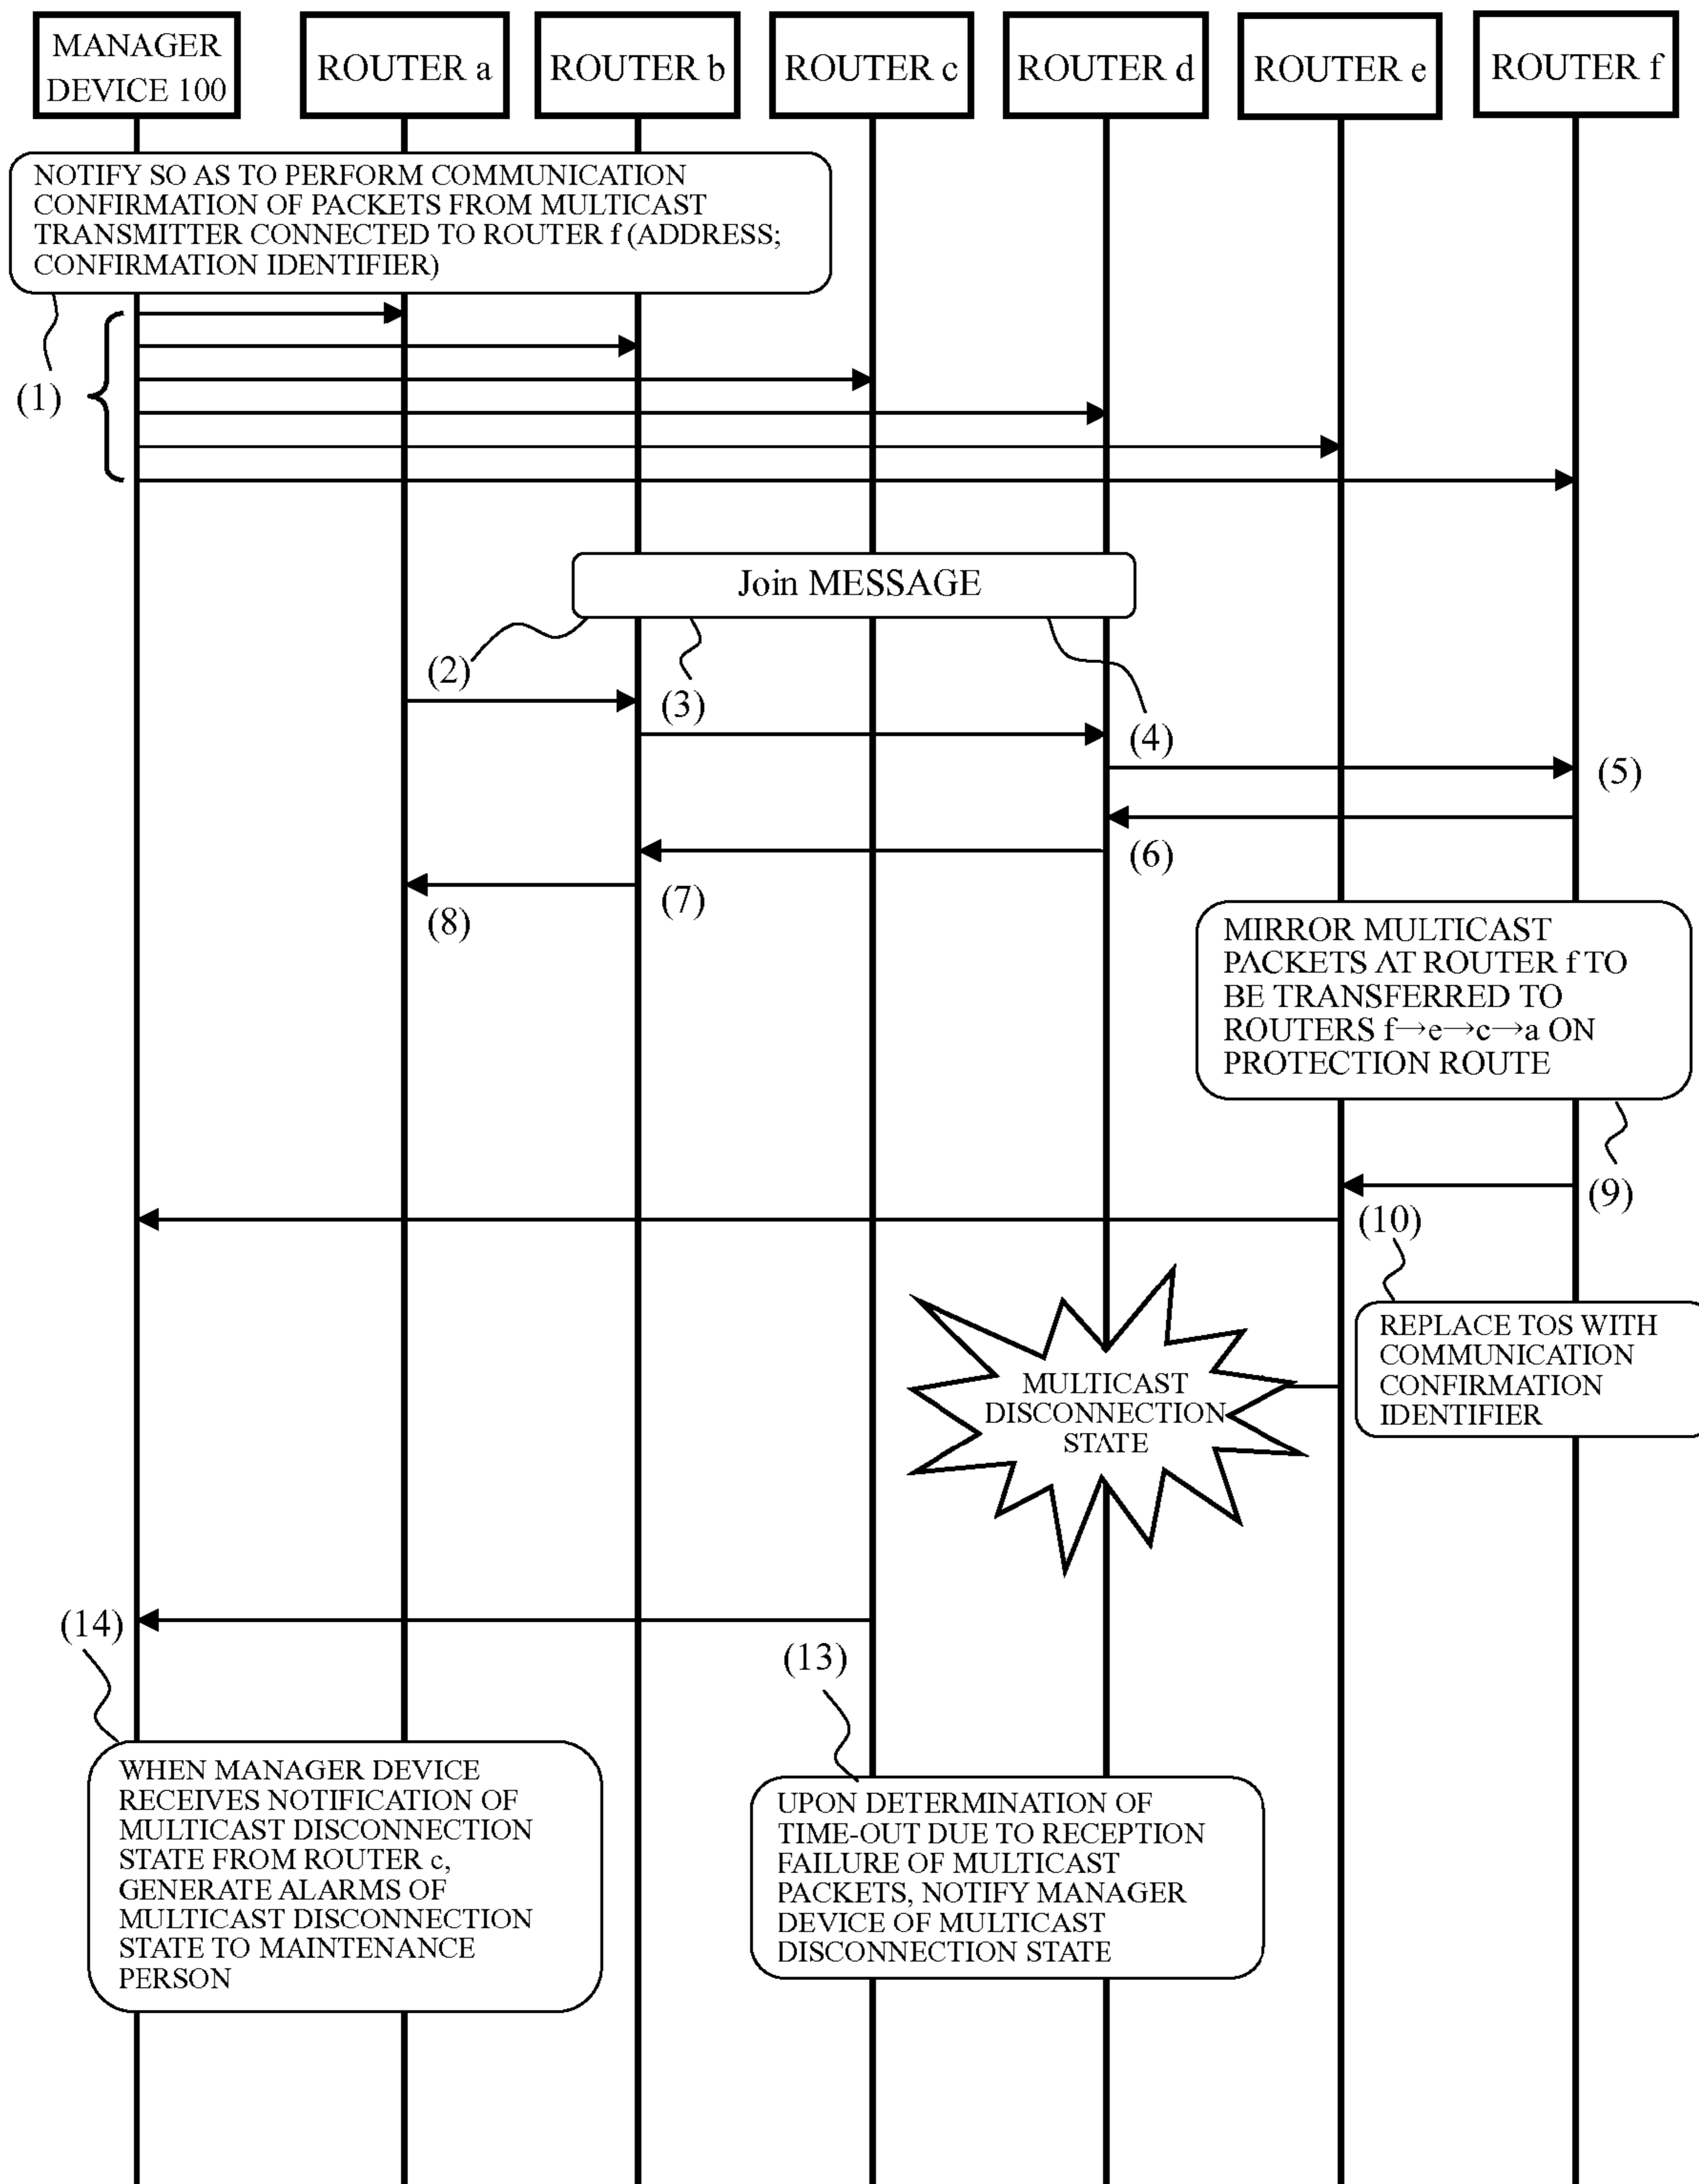 MANAGER
DEVICE 100
ROUTER a
ROUTER b
ROUTER c
ROUTER d
ROUTER e
ROUTER f
NOTIFY SO AS TO PERFORM COMMUNICATION
CONFIRMATION OF PACKETS FROM MULTICAST
TRANSMITTER CONNECTED TO ROUTER f (ADDRESS;
CONFIRMATION IDENTIFIER)
(1)
Join MESSAGE
(2)
(3)
(4)
(5)
(6)
(7)
(8)
MIRROR MULTICAST
PACKETS AT ROUTER f TO
BE TRANSFERRED TO
ROUTERS f→e→c→a ON
PROTECTION ROUTE
(9)
(10)
REPLACE TOS WITH
COMMUNICATION
CONFIRMATION
IDENTIFIER
MULTICAST
DISCONNECTION
STATE
(14)
(13)
WHEN MANAGER DEVICE
RECEIVES NOTIFICATION OF
MULTICAST DISCONNECTION
STATE FROM ROUTER c,
GENERATE ALARMS OF
MULTICAST DISCONNECTION
STATE TO MAINTENANCE
PERSON
UPON DETERMINATION OF
TIME-OUT DUE TO RECEPTION
FAILURE OF MULTICAST
PACKETS, NOTIFY MANAGER
DEVICE OF MULTICAST
DISCONNECTION STATE